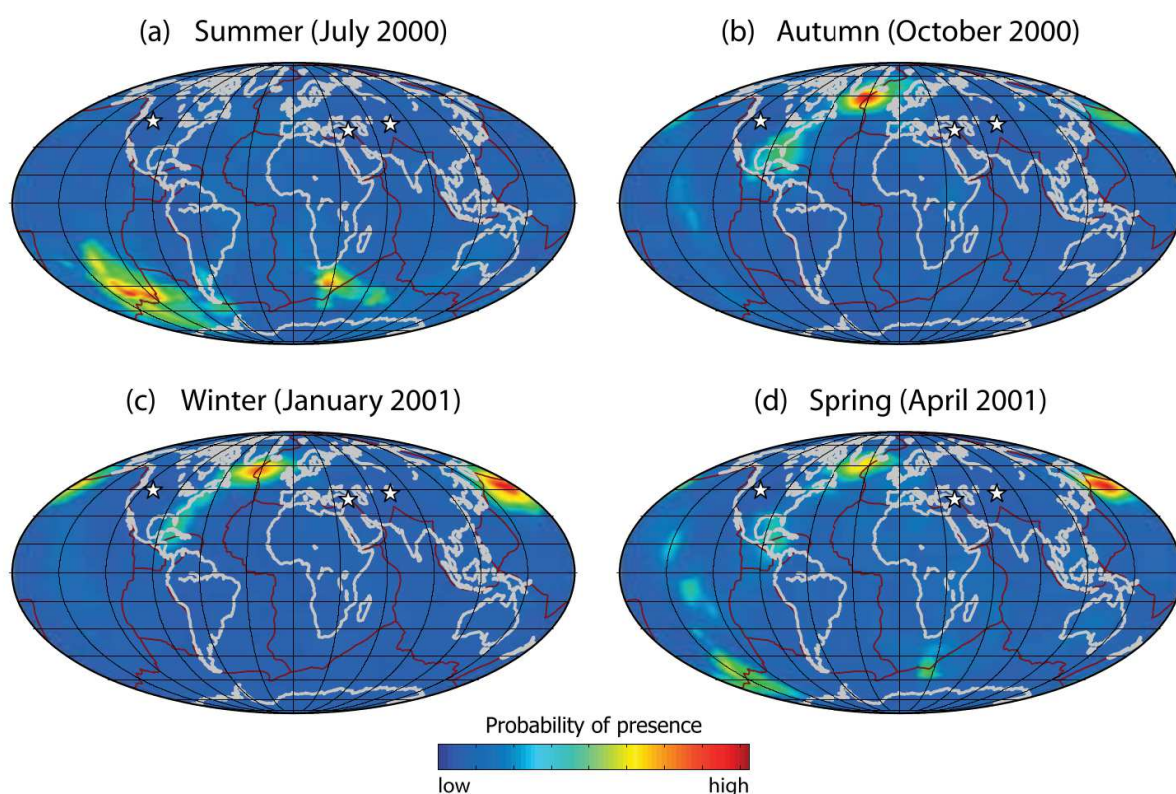 (a) Summer (July 2000)
(b) Autumn (October 2000)
(c) Winter (January 2001)
(d) Spring (April 2001)
Probability of presence
low
high